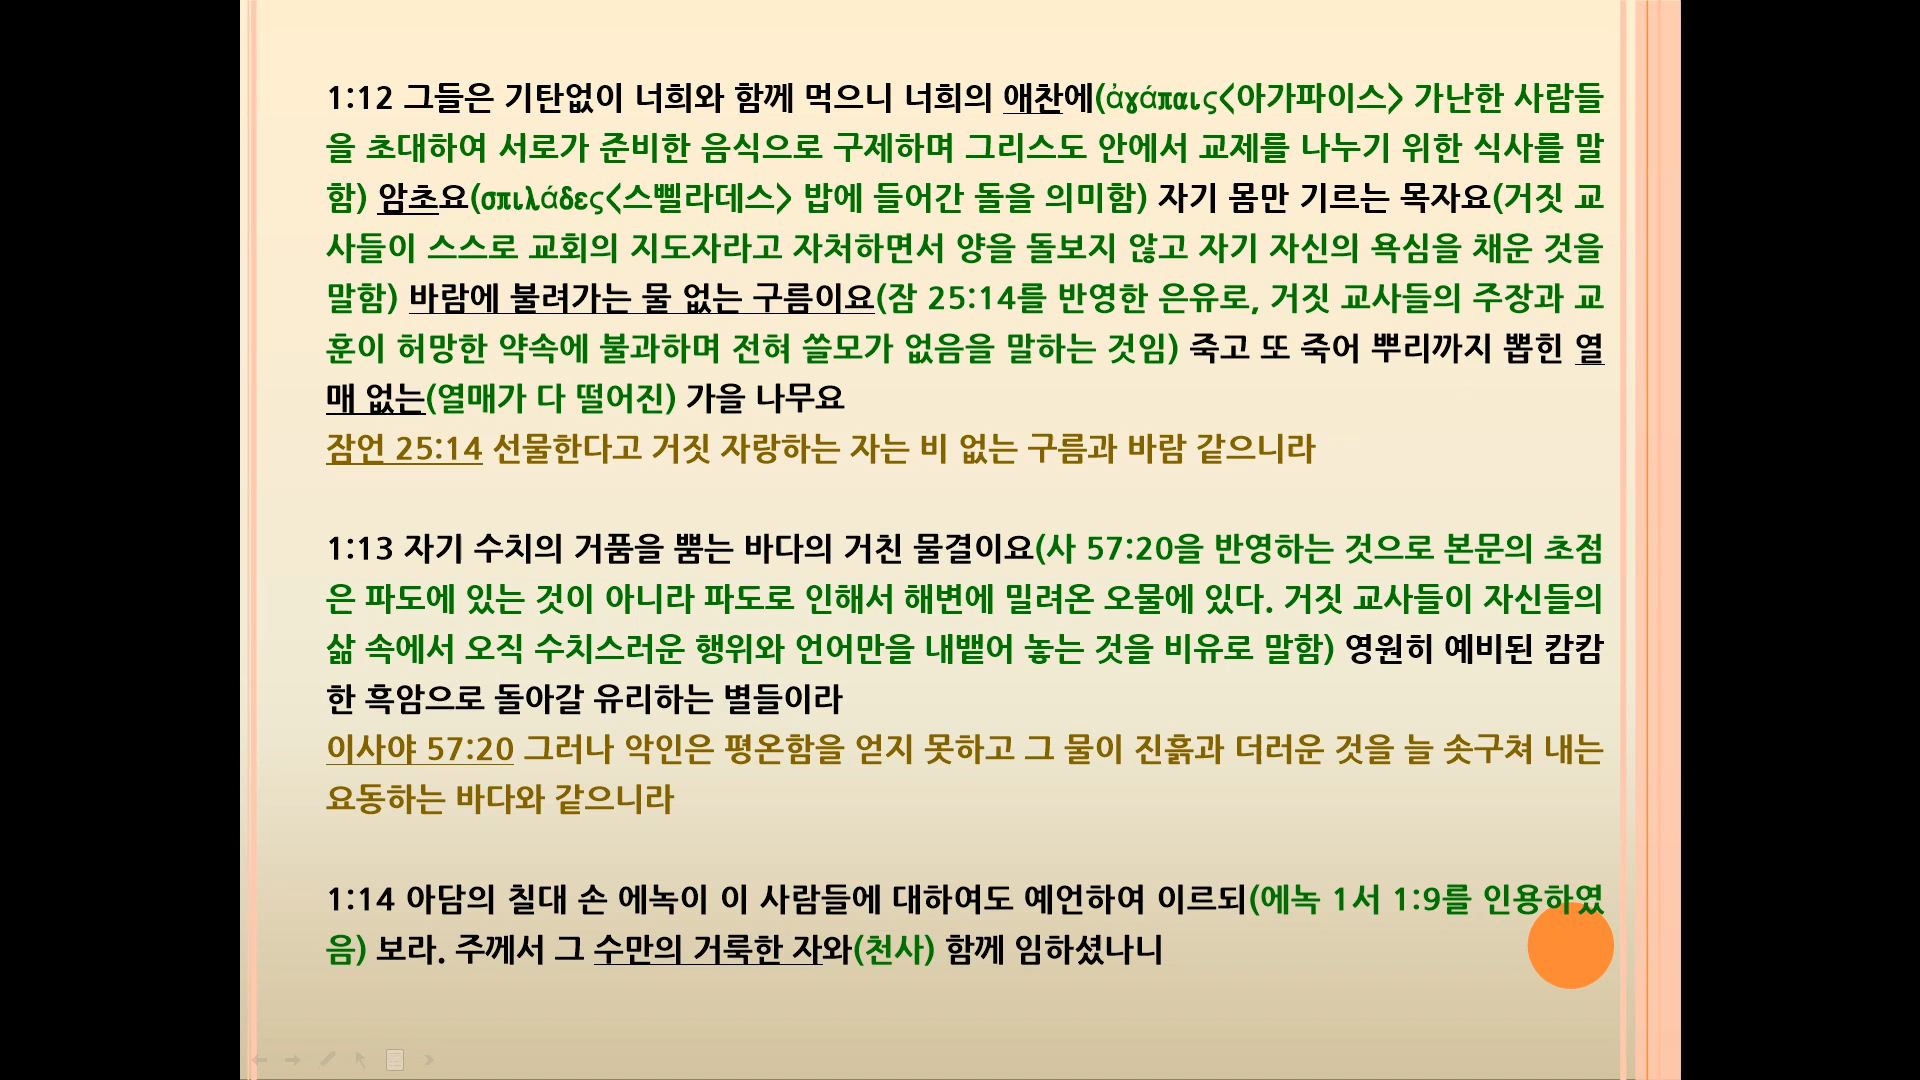 1:12 그들은 기탄없이 너희와 함께 먹으니 너희의 애찬에(ἀγάπαις<아가파이스> 가난한 사람들
을 초대하여 서로가 준비한 음식으로 구제하며 그리스도 안에서 교제를 나누기 위한 식사를 말
함) 암초요(σπιλάδες<스삘라데스> 밥에 들어간 돌을 의미함) 자기 몸만 기르는 목자요(거짓 교
사들이 스스로 교회의 지도자라고 자처하면서 양을 돌보지 않고 자기 자신의 욕심을 채운 것을
말함) 바람에 불려가는 물 없는 구름이요(잠 25:14를 반영한 은유로, 거짓 교사들의 주장과 교
훈이 허망한 약속에 불과하며 전혀 쓸모가 없음을 말하는 것임) 죽고 또 죽어 뿌리까지 뽑힌 열
매 없는(열매가 다 떨어진) 가을 나무요
잠언 25:14 선물한다고 거짓 자랑하는 자는 비 없는 구름과 바람 같으니라
1:13 자기 수치의 거품을 뿜는 바다의 거친 물결이요(사 57:20을 반영하는 것으로 본문의 초점
은 파도에 있는 것이 아니라 파도로 인해서 해변에 밀려온 오물에 있다. 거짓 교사들이 자신들의
삶 속에서 오직 수치스러운 행위와 언어만을 내뱉어 놓는 것을 비유로 말함) 영원히 예비된 캄캄
한 흑암으로 돌아갈 유리하는 별들이라
이사야 57:20 그러나 악인은 평온함을 얻지 못하고 그 물이 진흙과 더러운 것을 늘 솟구쳐 내는
요동하는 바다와 같으니라
1:14 아담의 칠대 손 에녹이 이 사람들에 대하여도 예언하여 이르되(에녹 1서 1:9를 인용하였
음) 보라. 주께서 그 수만의 거룩한 자와(천사) 함께 임하셨나니